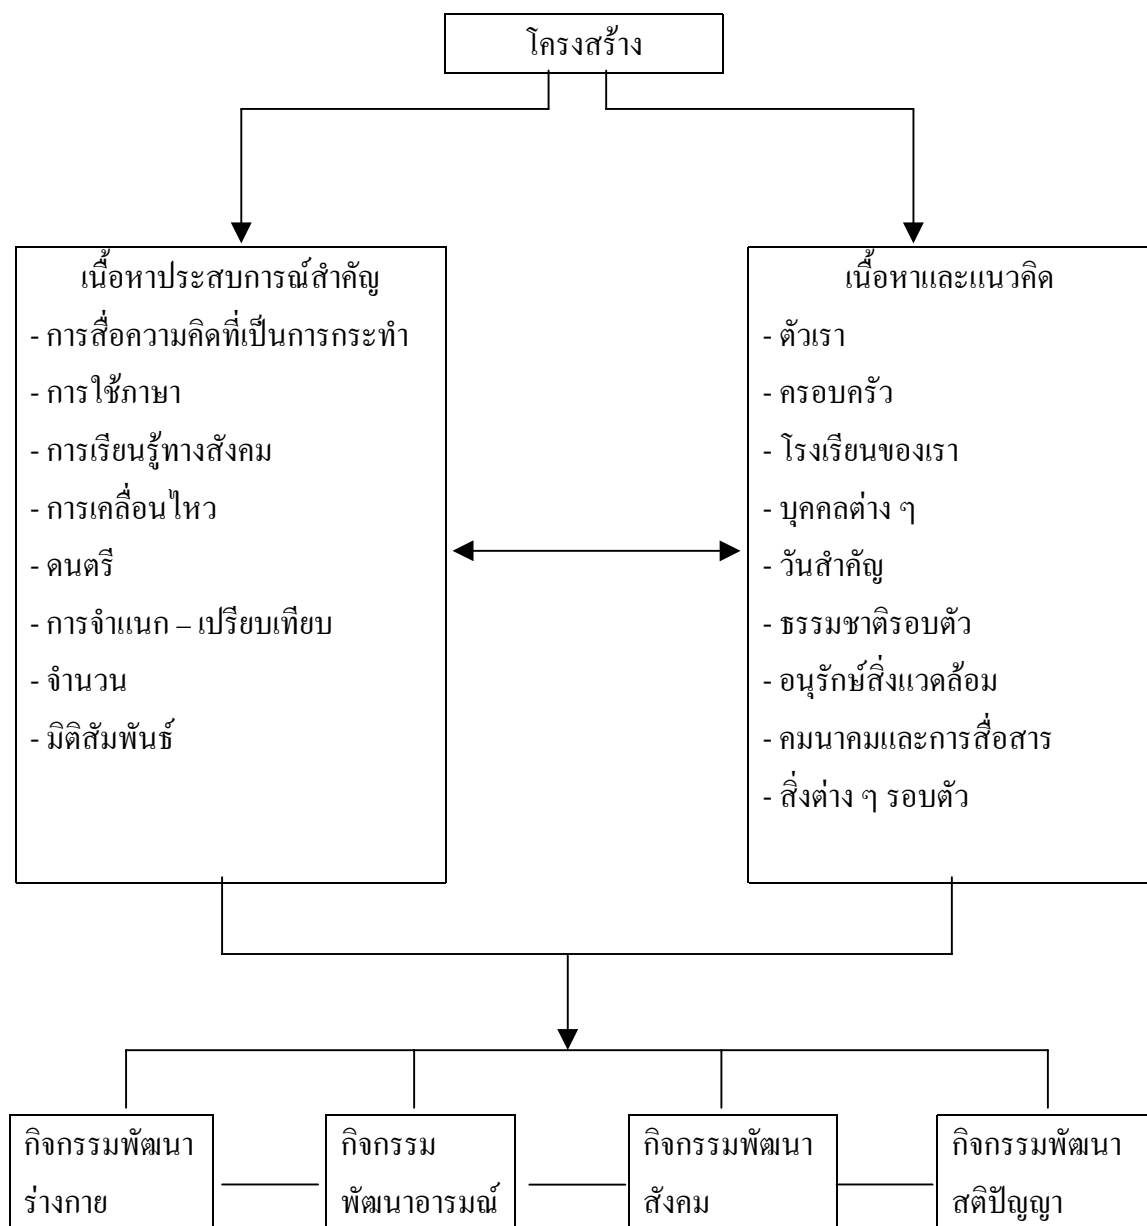 โครงสร้าง
เนื้อหาประสบการณ์สำคัญ
- การสื่อความคิดที่เป็นการกระทำ
- การใช้ภาษา
- การเรียนรู้ทางสังคม
- การเคลื่อนไหว
- ดนตรี
- การจำแนก – เปรียบเทียบ
- จำนวน
- มิติสัมพันธ์
เนื้อหาและแนวคิด
- ตัวเรา
- ครอบครัว
- โรงเรียนของเรา
- บุคคลต่าง ๆ
- วันสำคัญ
- ธรรมชาติรอบตัว
- อนุรักษ์สิ่งแวดล้อม
- คมนาคมและการสื่อสาร
- สิ่งต่าง ๆ รอบตัว
กิจกรรมพัฒนา
ร่างกาย
กิจกรรม
พัฒนาอารมณ์
กิจกรรมพัฒนา
สังคม
กิจกรรมพัฒนา
สติปัญญา